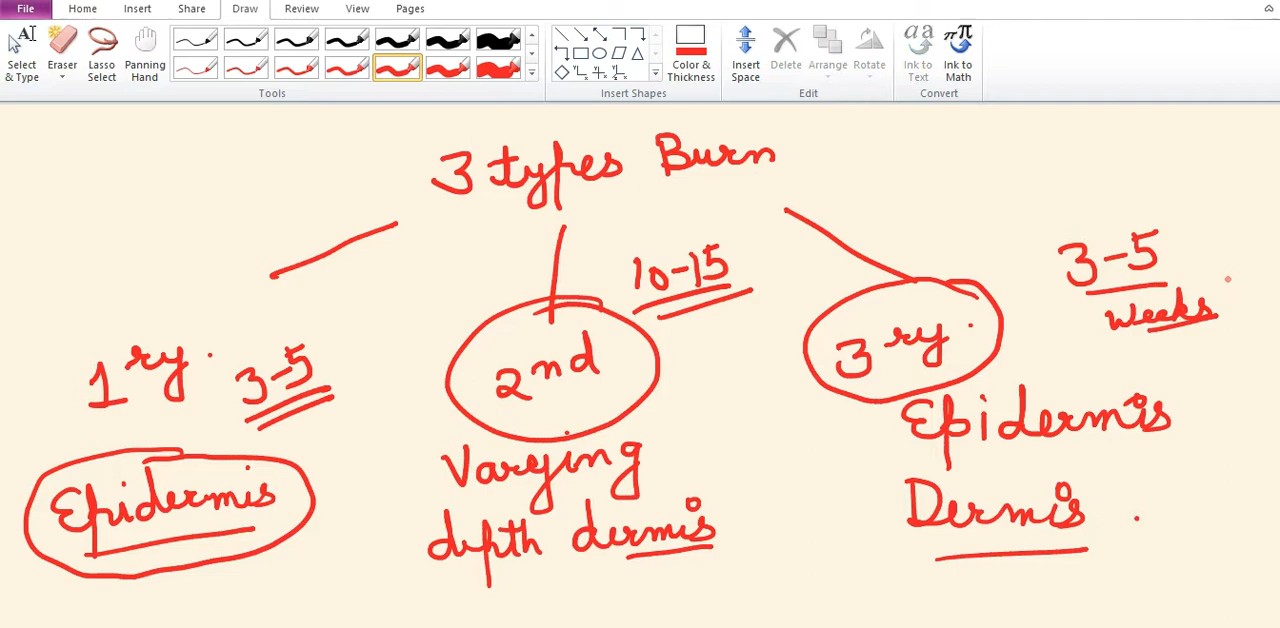 File Home Insert Share Draw Review View Pages
Select & Type
Eraser
Lasso Select
Panning Hand
Color & Thickness
Insert Space
Delete
Arrange
Rotate
Ink to Text
Ink to Math
Tools
Insert Shapes
Edit
Convert
3 types Burn
1ry.
3-5
Epidermis
2nd
10-15
Varying
depth dermis
3ry.
3-5
weeks
Epidermis
Dermis.